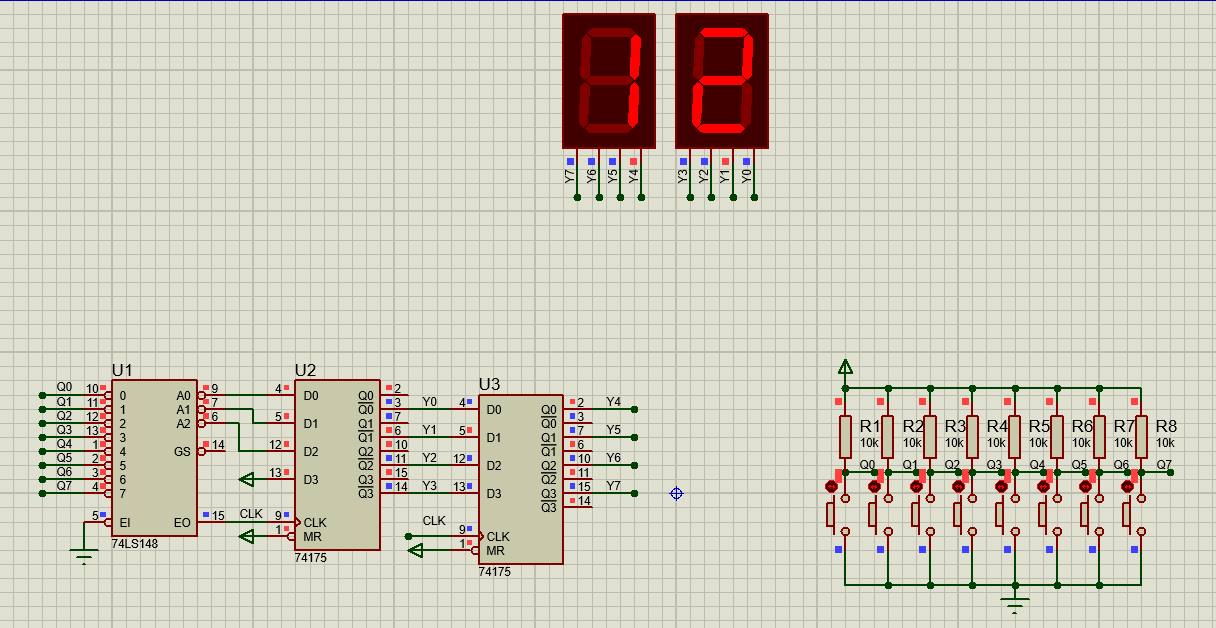 12
Y7 Y6 Y5 Y4 Y3 Y2 Y1 Y0
U1
Q0 10 0 A0 9
Q1 11 1 A1 7
Q2 12 2 A2 6
Q3 13 3
Q4 1 4 GS 14
Q5 2 5
Q6 3 6
Q7 4 7
5 EI EO 15
74LS148
U2
4 D0 Q0 2
Q0 3
5 D1 Q1 7
Q1 6
12 D2 Q2 10
Q2 11
13 D3 Q3 15
Q3 14
CLK 9 CLK
1 MR
74175
U3
Y0 4 D0 Q0 2 Y4
Q0 3
Y1 5 D1 Q1 7 Y5
Q1 6
Y2 12 D2 Q2 10 Y6
Q2 11
Y3 13 D3 Q3 15 Y7
Q3 14
CLK 9 CLK
1 MR
74175
R1 R2 R3 R4 R5 R6 R7 R8
10k 10k 10k 10k 10k 10k 10k 10k
Q0 Q1 Q2 Q3 Q4 Q5 Q6 Q7